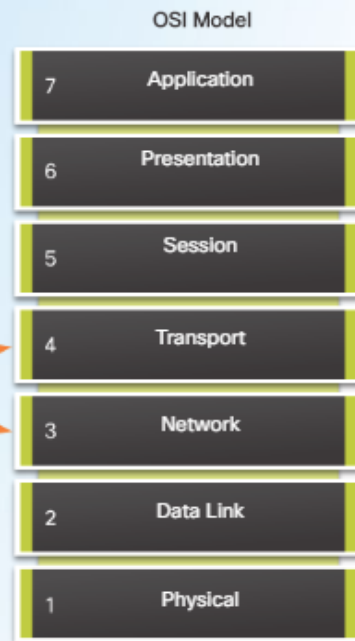 OSI Model
7 Application
6 Presentation
5 Session
4 Transport
3 Network
2 Data Link
1 Physical